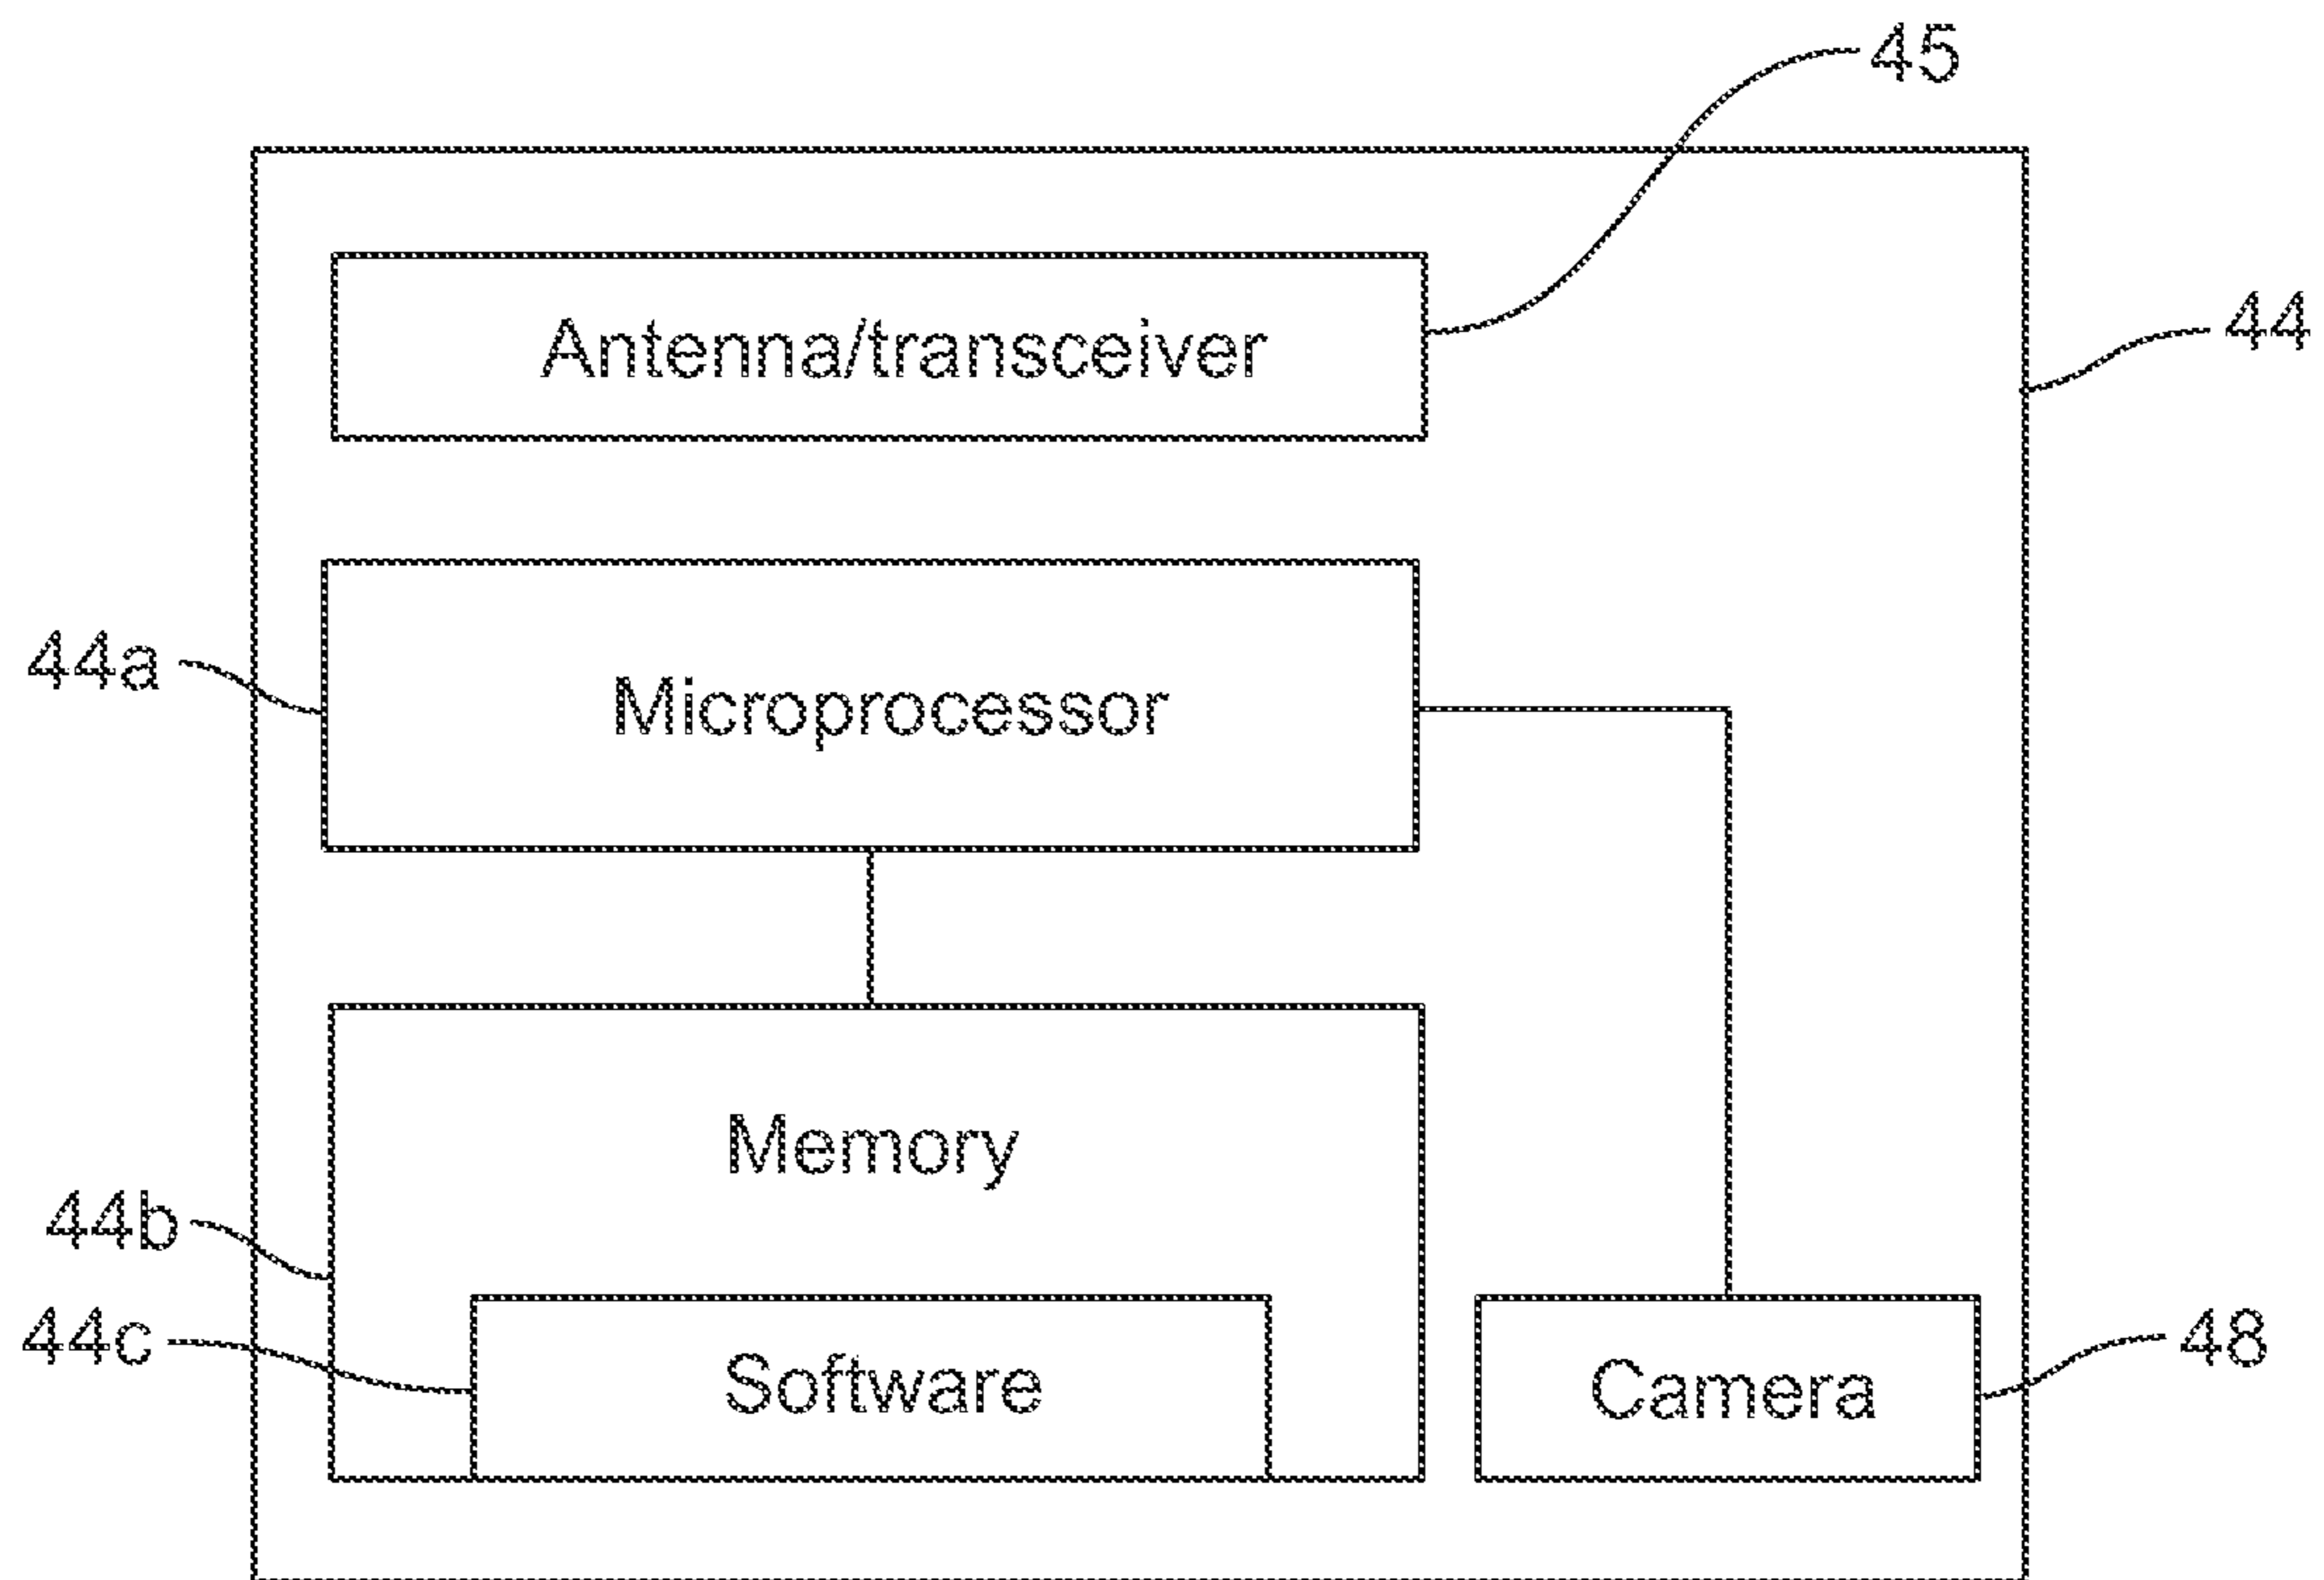 45
Antenna/transceiver
44
44a
Microprocessor
Memory
44b
44c
Software
Camera
48